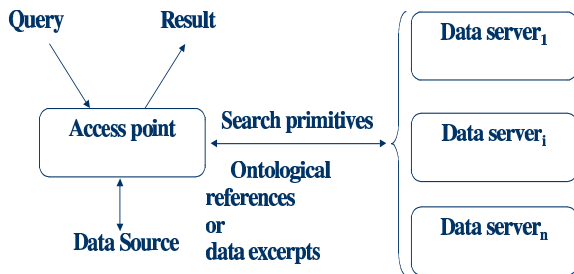 Query
Result
Data server1
Access point
Search primitives
Data serveri
Ontological
references
or
data excerpts
Data Source
Data servern